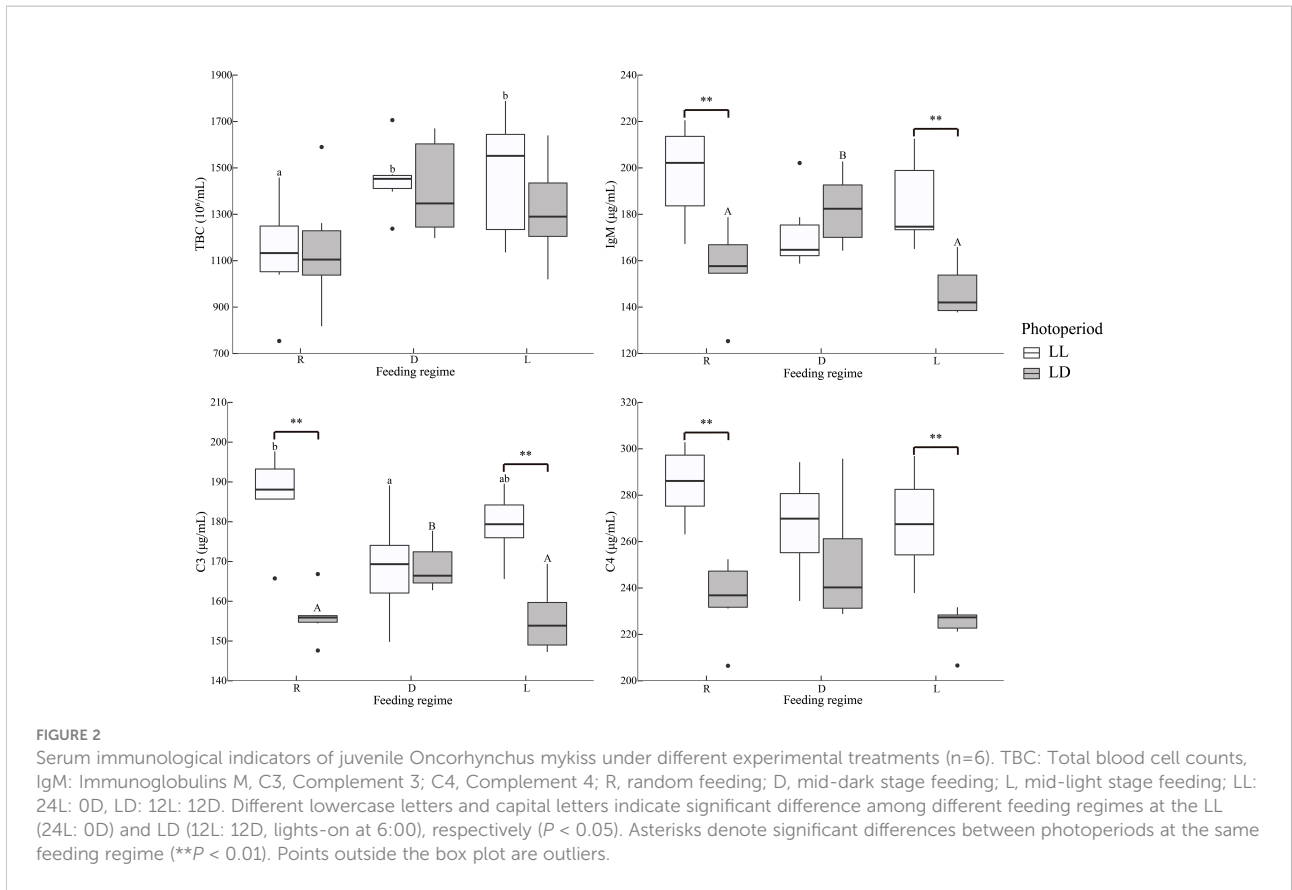 1900
1700
1500
1300
1100
900
700
TBC (10⁶/mL)
a
b
b
R
D
L
Feeding regime
240
220
200
180
160
140
120
IgM (µg/mL)
**
A
B
**
A
R
D
L
Feeding regime
Photoperiod
LL
LD
210
200
190
180
170
160
150
140
C3 (µg/mL)
**
b
A
a
B
**
ab
A
R
D
L
Feeding regime
320
300
280
260
240
220
200
C4 (µg/mL)
**
**
R
D
L
Feeding regime
FIGURE 2
Serum immunological indicators of juvenile Oncorhynchus mykiss under different experimental treatments (n=6). TBC: Total blood cell counts,
IgM: Immunoglobulins M, C3, Complement 3; C4, Complement 4; R, random feeding; D, mid-dark stage feeding; L, mid-light stage feeding; LL:
24L: 0D, LD: 12L: 12D. Different lowercase letters and capital letters indicate significant difference among different feeding regimes at the LL
(24L: 0D) and LD (12L: 12D, lights-on at 6:00), respectively (P < 0.05). Asterisks denote significant differences between photoperiods at the same
feeding regime (**P < 0.01). Points outside the box plot are outliers.